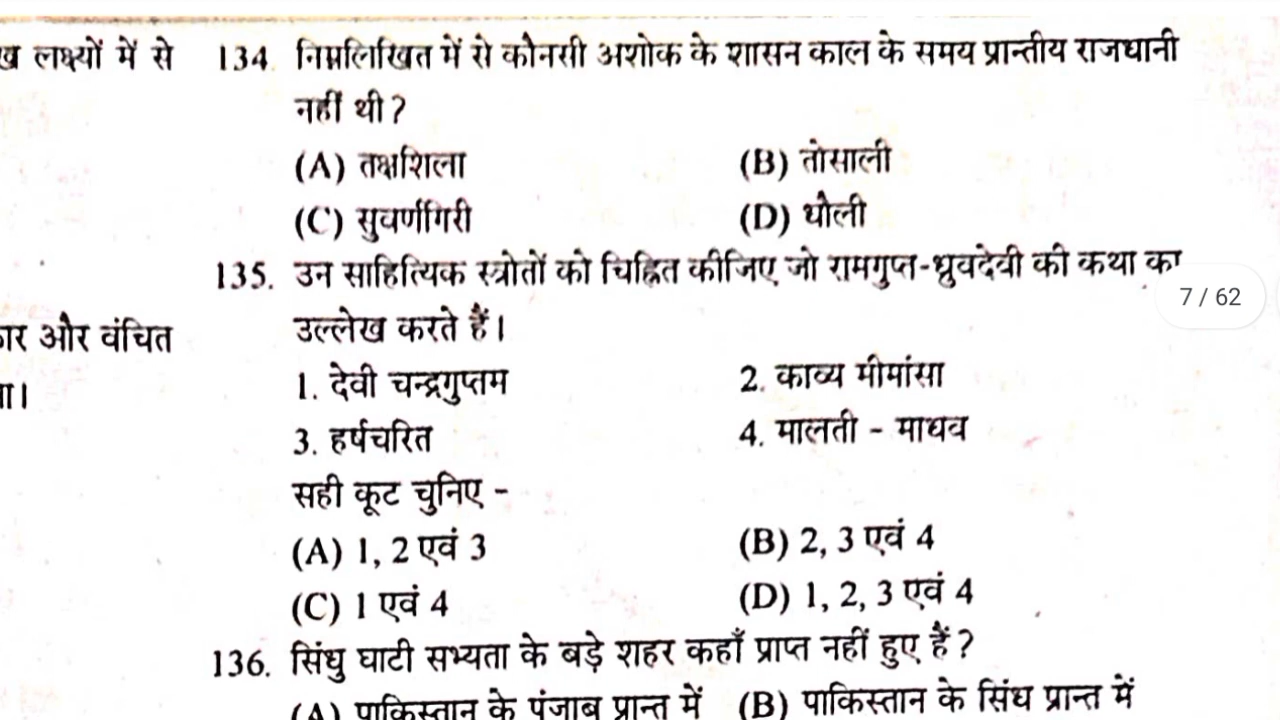 ख लक्ष्यों में से
134. निम्नलिखित में से कौनसी अशोक के शासन काल के समय प्रान्तीय राजधानी
नहीं थी ?
(A) तक्षशिला (B) तोसाली
(C) सुवर्णगिरी (D) धौली
135. उन साहित्यिक स्त्रोतों को चिह्नित कीजिए जो रामगुप्त-ध्रुवदेवी की कथा का
7 / 62
उल्लेख करते हैं।
और वंचित
1. देवी चन्द्रगुप्तम 2. काव्य मीमांसा
3. हर्षचरित 4. मालती - माधव
सही कूट चुनिए -
(A) 1, 2 एवं 3 (B) 2, 3 एवं 4
(C) 1 एवं 4 (D) 1, 2, 3 एवं 4
136. सिंधु घाटी सभ्यता के बड़े शहर कहाँ प्राप्त नहीं हुए हैं ?
(A) पाकिस्तान के पंजाब प्रान्त में (B) पाकिस्तान के सिंध प्रान्त में